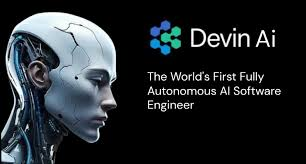 Devin Ai
The World's First Fully
Autonomous AI Software
Engineer